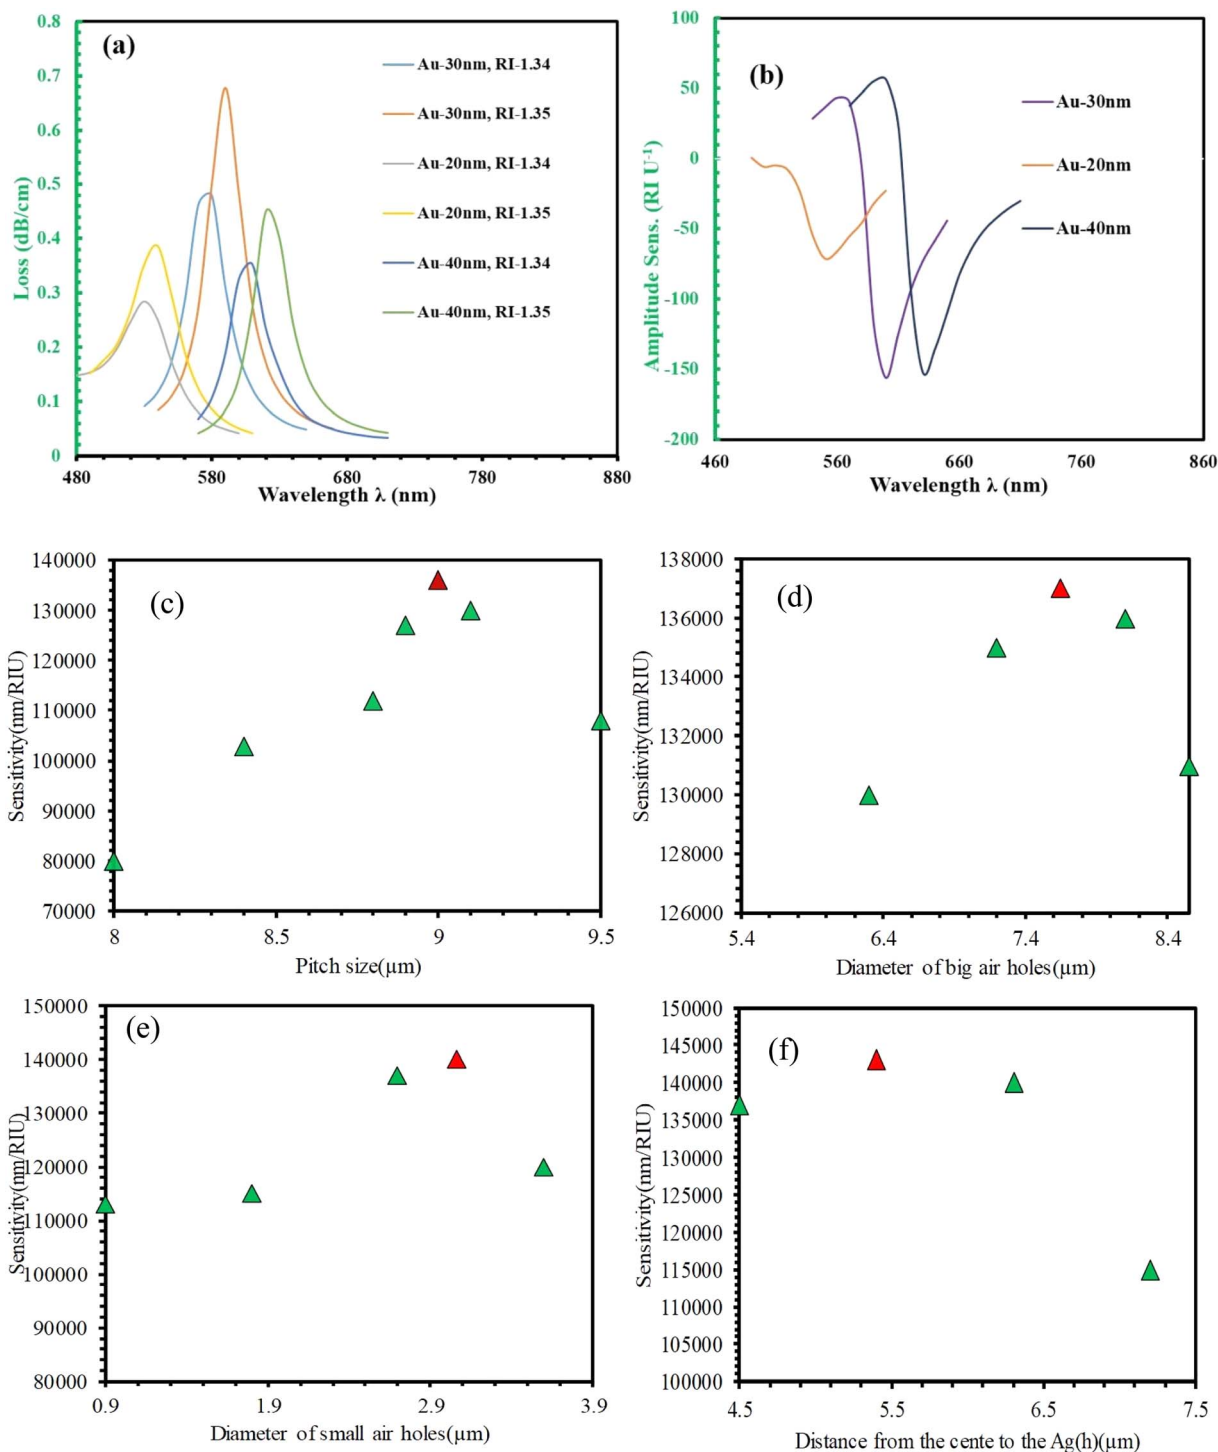 (a)
0.8
0.7
0.6
0.5
0.4
0.3
0.2
0.1
0
Loss (dB/cm)
Au-30nm, RI-1.34
Au-30nm, RI-1.35
Au-20nm, RI-1.34
Au-20nm, RI-1.35
Au-40nm, RI-1.34
Au-40nm, RI-1.35
480 580 680 780 880
Wavelength λ (nm)
(b)
100
50
0
-50
-100
-150
-200
Amplitude Sens. (RI U⁻¹)
Au-30nm
Au-20nm
Au-40nm
460 560 660 760 860
Wavelength λ (nm)
(c)
140000
130000
120000
110000
100000
90000
80000
70000
Sensitivity(nm/RIU)
8 8.5 9 9.5
Pitch size(µm)
(d)
138000
136000
134000
132000
130000
128000
126000
Sensitivity(nm/RIU)
5.4 6.4 7.4 8.4
Diameter of big air holes(µm)
(e)
150000
140000
130000
120000
110000
100000
90000
80000
Sensitivity(nm/RIU)
0.9 1.9 2.9 3.9
Diameter of small air holes(µm)
(f)
150000
145000
140000
135000
130000
125000
120000
115000
110000
105000
100000
Sensitivity(nm/RIU)
4.5 5.5 6.5 7.5
Distance from the cente to the Ag(h)(µm)